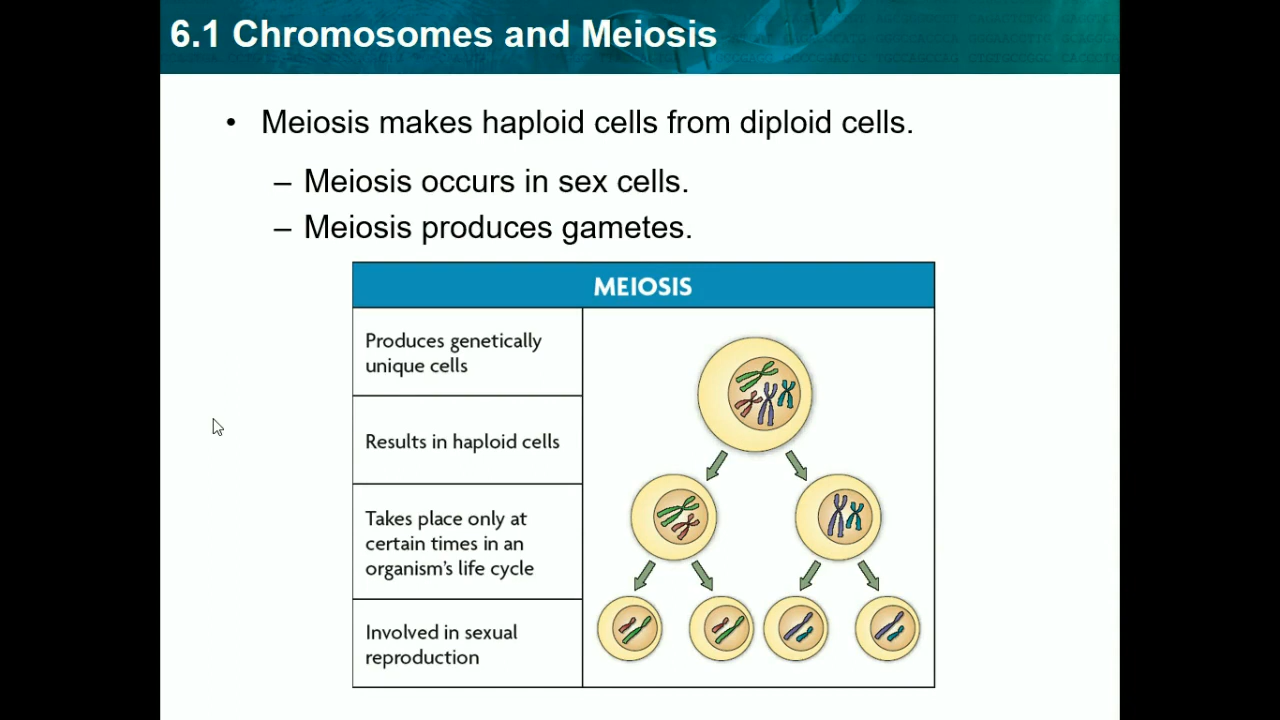 6.1 Chromosomes and Meiosis
• Meiosis makes haploid cells from diploid cells.
– Meiosis occurs in sex cells.
– Meiosis produces gametes.
MEIOSIS
Produces genetically
unique cells
Results in haploid cells
Takes place only at
certain times in an
organism's life cycle
Involved in sexual
reproduction